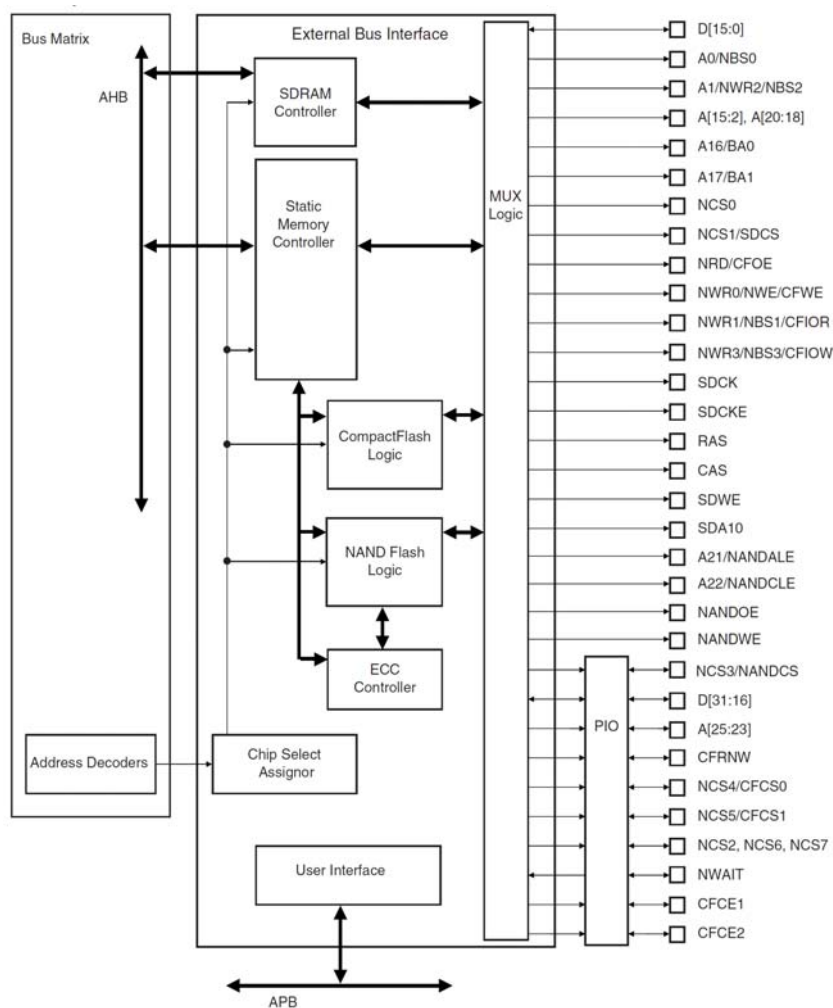 Bus Matrix
AHB
Address Decoders
External Bus Interface
SDRAM
Controller
Static
Memory
Controller
CompactFlash
Logic
NAND Flash
Logic
ECC
Controller
Chip Select
Assignor
User Interface
APB
MUX
Logic
PIO
D[15:0]
A0/NBS0
A1/NWR2/NBS2
A[15:2], A[20:18]
A16/BA0
A17/BA1
NCS0
NCS1/SDCS
NRD/CFOE
NWR0/NWE/CFWE
NWR1/NBS1/CFIOR
NWR3/NBS3/CFIOW
SDCK
SDCKE
RAS
CAS
SDWE
SDA10
A21/NANDALE
A22/NANDCLE
NANDOE
NANDWE
NCS3/NANDCS
D[31:16]
A[25:23]
CFRNW
NCS4/CFCS0
NCS5/CFCS1
NCS2, NCS6, NCS7
NWAIT
CFCE1
CFCE2